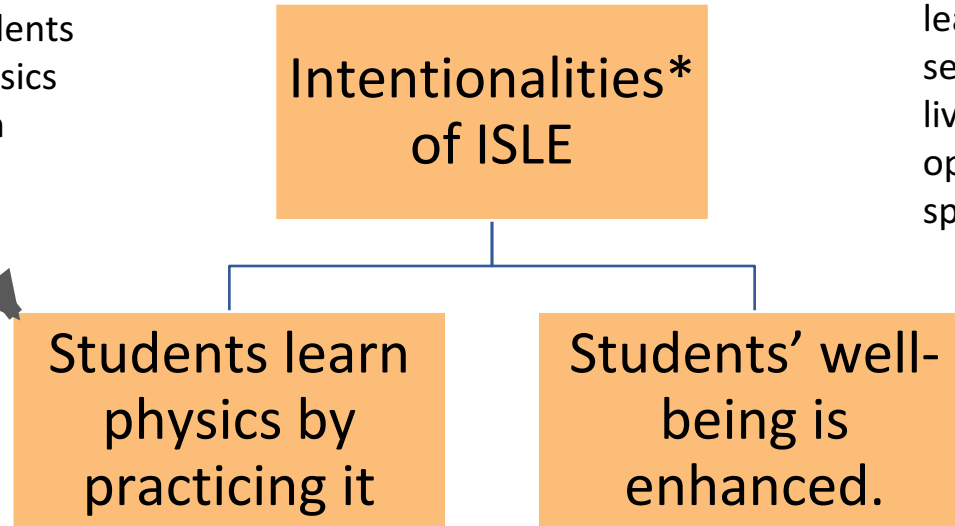 Intentionalities*
of ISLE
Students learn
physics by
practicing it
Students’ well-
being is
enhanced.